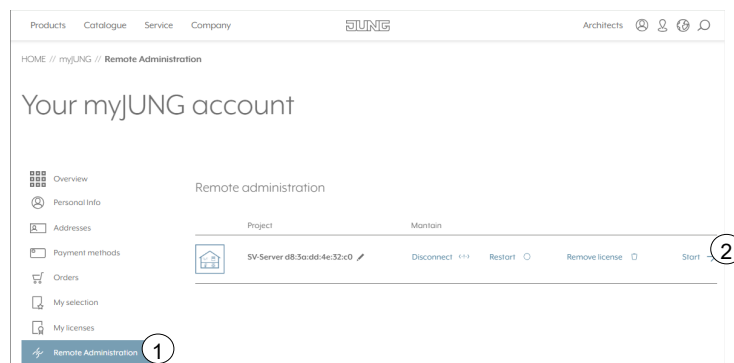 Products Catalogue Service Company JUNG Architects
HOME // myJUNG // Remote Administration
Your myJUNG account
Overview
Personal Info
Addresses
Payment methods
Orders
My selection
My licenses
Remote Administration 1
Remote administration
Project Mantain
SV-Server d8:3a:dd:4e:32:c0 Disconnect Restart Remove license Start 2